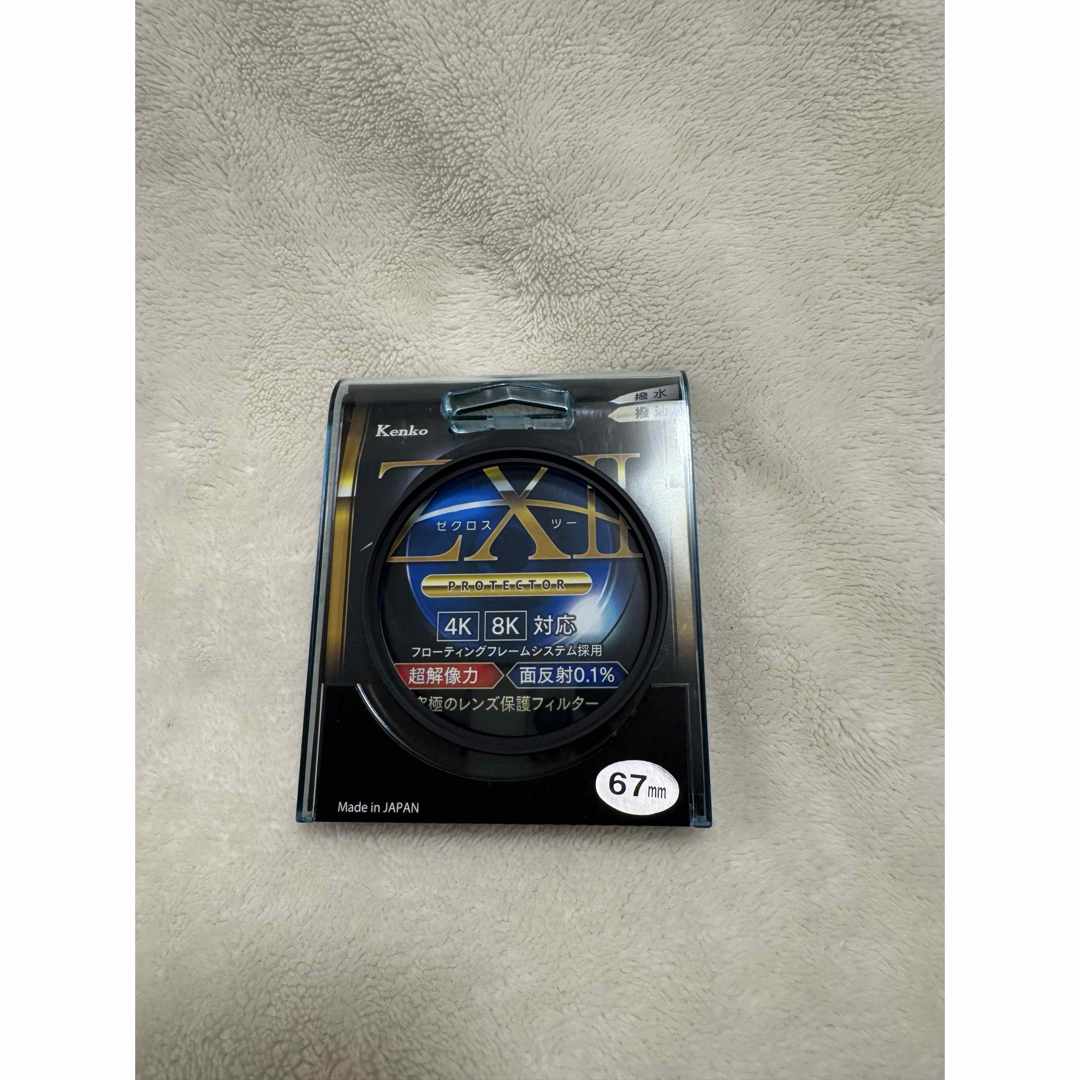 撥水
撥油
Kenko
ZXⅡ
ゼクロス ツー
PROTECTOR
4K 8K 対応
フローティングフレームシステム採用
超解像力 面反射0.1%
究極のレンズ保護フィルター
67mm
Made in JAPAN